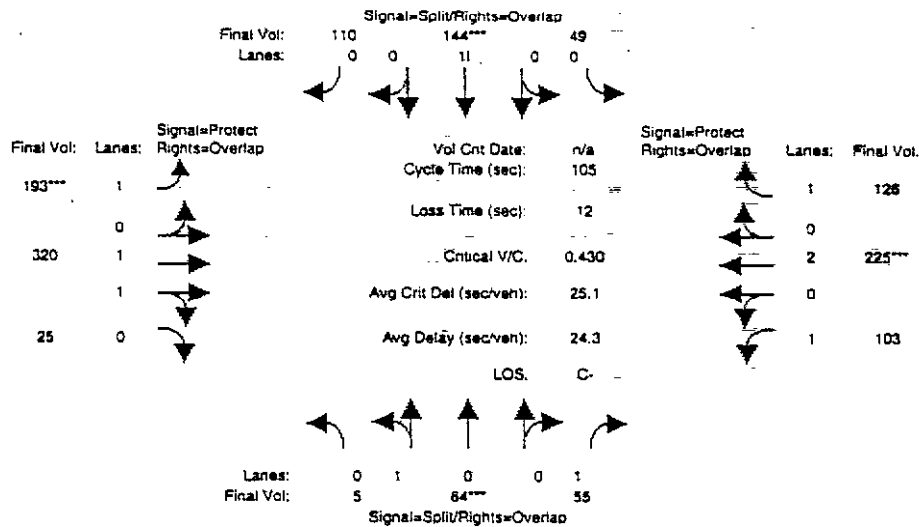 Signal=Split/Rights=Overlap
Final Vol: 110 144*** 49
Lanes: 0 0 1! 0 0
Signal=Protect
Final Vol: Lanes: Rights=Overlap
Vol Cnt Date: n/a
Signal=Protect
Rights=Overlap Lanes: Final Vol.
Cycle Time (sec): 105
193*** 1
1 126
Loss Time (sec): 12
0
0
320 1
Critical V/C. 0.430
2 225***
1
Avg Crit Del (sec/veh): 25.1
0
25 0
Avg Delay (sec/veh): 24.3
1 103
LOS. C-
Lanes: 0 1 0 0 1
Final Vol: 5 64*** 55
Signal=Split/Rights=Overlap